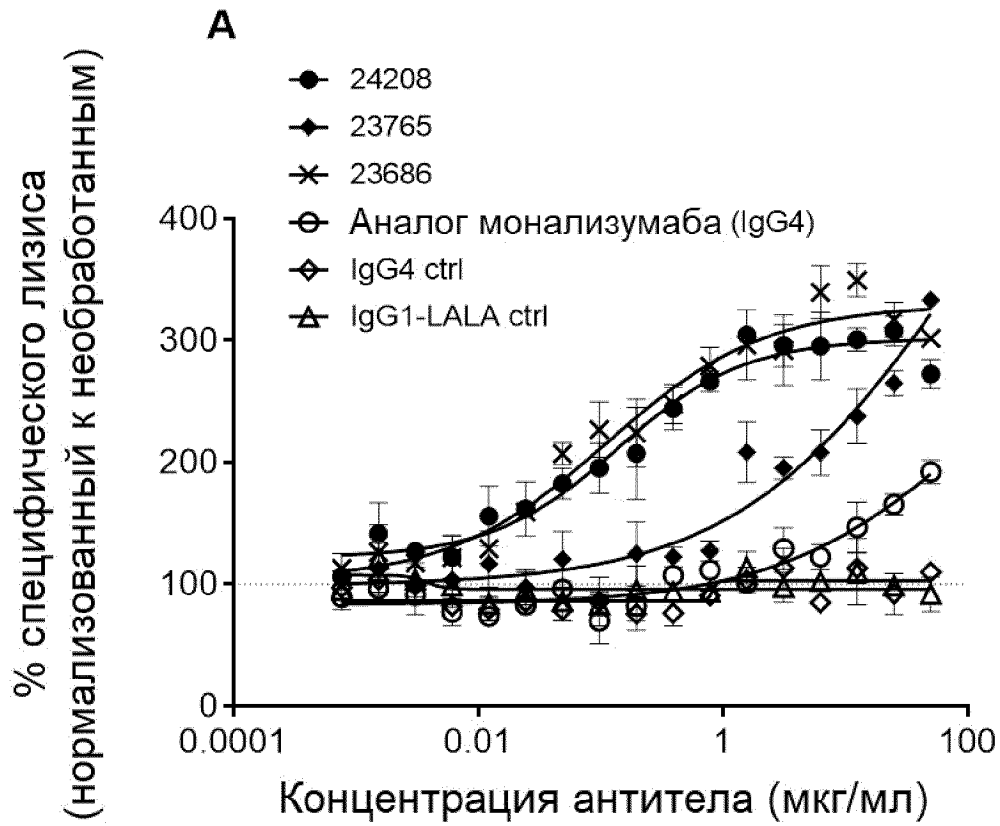 A
24208
23765
23686
Аналог монализумаба (IgG4)
IgG4 ctrl
IgG1-LALA ctrl
% специфического лизиса
(нормализованный к необработанным)
400
300
200
100
0
0.0001
0.01
1
100
Концентрация антитела (мкг/мл)